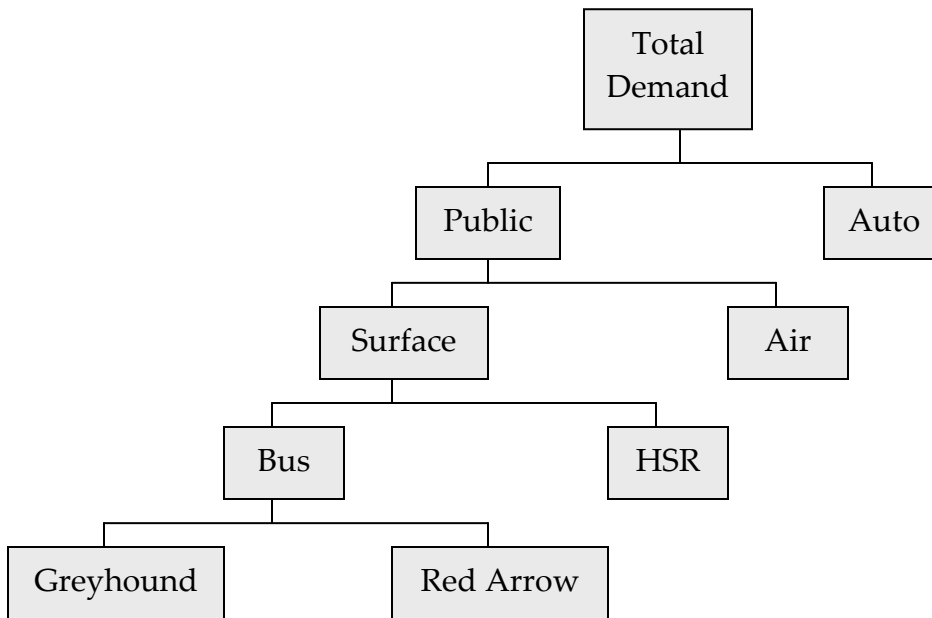 Total
Demand
Public
Auto
Surface
Air
Bus
HSR
Greyhound
Red Arrow